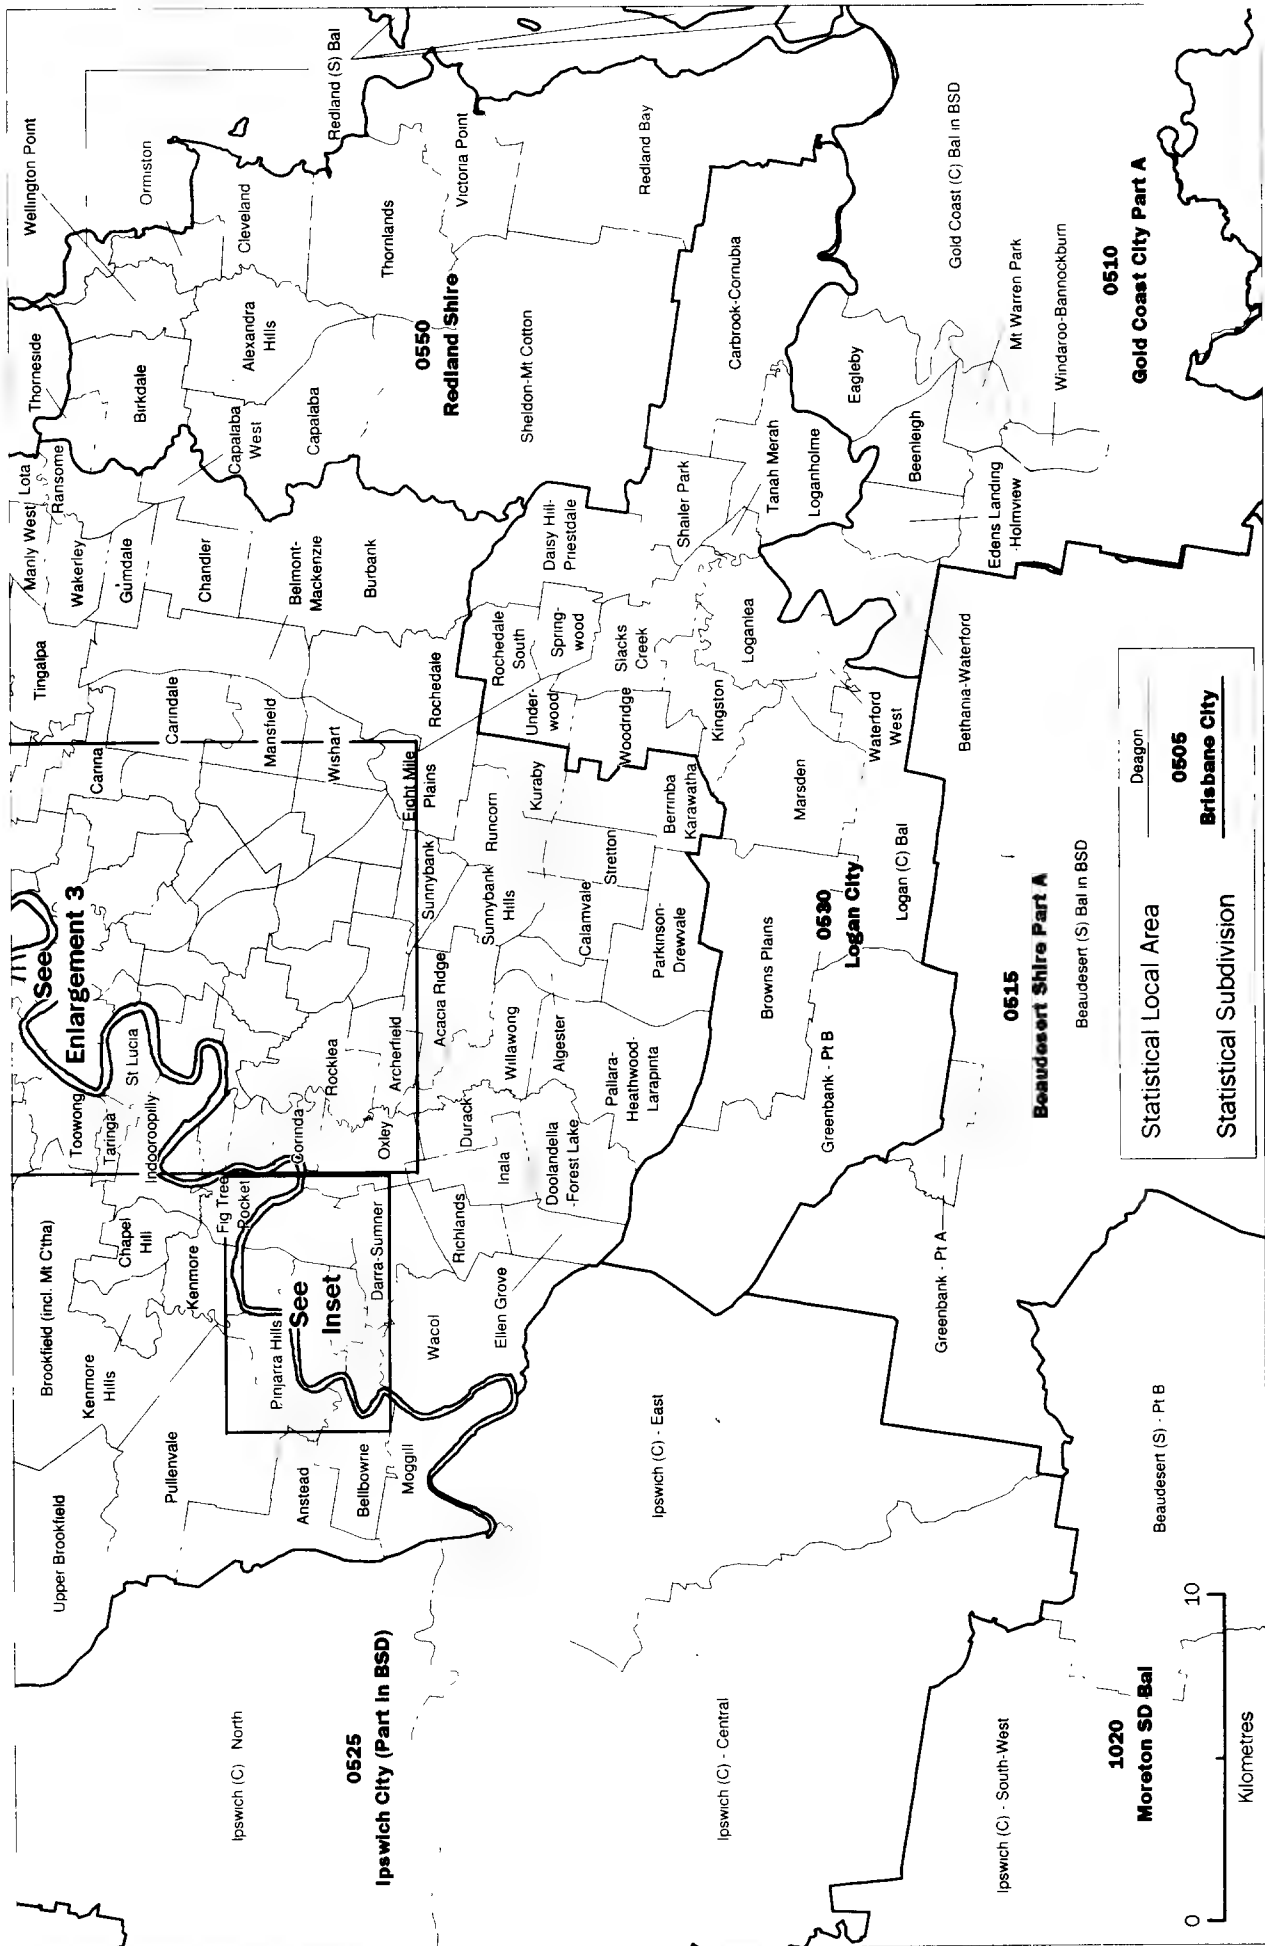 Wellington Point
Ormiston
Redland (S) Bal
Thorneside
Birkdale
Cleveland
Alexandra
Hills
Thornlands
Victoria Point
Redland Bay
Capalaba
West
Capalaba
0550
Redland Shire
Sheldon-Mt Cotton
Carbrook-Cornubia
Gold Coast (C) Bal in BSD
Mt Warren Park
Windaroo-Bannockburn
0510
Gold Coast City Part A
Eagleby
Beenleigh
Edens Landing
-Holmview
Manly West
Lota
Ransome
Wakerley
Gumdale
Chandler
Belmont-
Mackenzie
Burbank
Daisy Hill-
Priestdale
Shailer Park
Tanah Merah
Loganholme
Tingalpa
Carindale
Mansfield
Wishart
Rochedale
Rochedale
South
Spring-
wood
Slacks
Creek
Loganlea
Under-
wood
Woodridge
Kingston
Waterford
West
Bethania-Waterford
Carina
Eight Mile
Plains
Kuraby
Runcorn
Berrinba
Karawatha
Marsden
See
Enlargement 3
Sunnybank
Sunnybank
Hills
Stretton
Calamvale
Parkinson-
Drewvale
Browns Plains
0530
Logan City
Logan (C) Bal
0515
Beaudesert Shire Part A
Beaudesert (S) Bal in BSD
Toowong
Taringa
St Lucia
Indooroopilly
Corinda
Rocklea
Oxley
Archerfield
Acacia Ridge
Durack
Willawong
Algester
Inala
Doolandella
-Forest Lake
Pallara-
Heathwood-
Larapinta
Greenbank - Pt B
Greenbank - Pt A
Brookfield (incl. Mt C'tha)
Chapel
Hill
Kenmore
Kenmore
Hills
Fig Tree
Pocket
Pinjarra Hills
See
Inset
Darra-Sumner
Richlands
Wacol
Ellen Grove
Upper Brookfield
Pullenvale
Anstead
Bellbowrie
Moggill
Ipswich (C) - East
Beaudesert (S) - Pt B
Ipswich (C) North
0525
Ipswich City (Part in BSD)
Ipswich (C) - Central
Ipswich (C) - South-West
1020
Moreton SD Bal
Statistical Local Area
Deagon
Statistical Subdivision
0505
Brisbane City
0
10
Kilometres